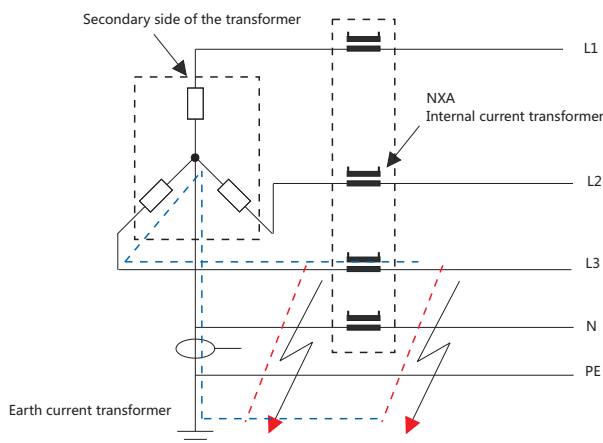 Secondary side of the transformer
L1
NXA
Internal current transformer
L2
L3
N
PE
Earth current transformer